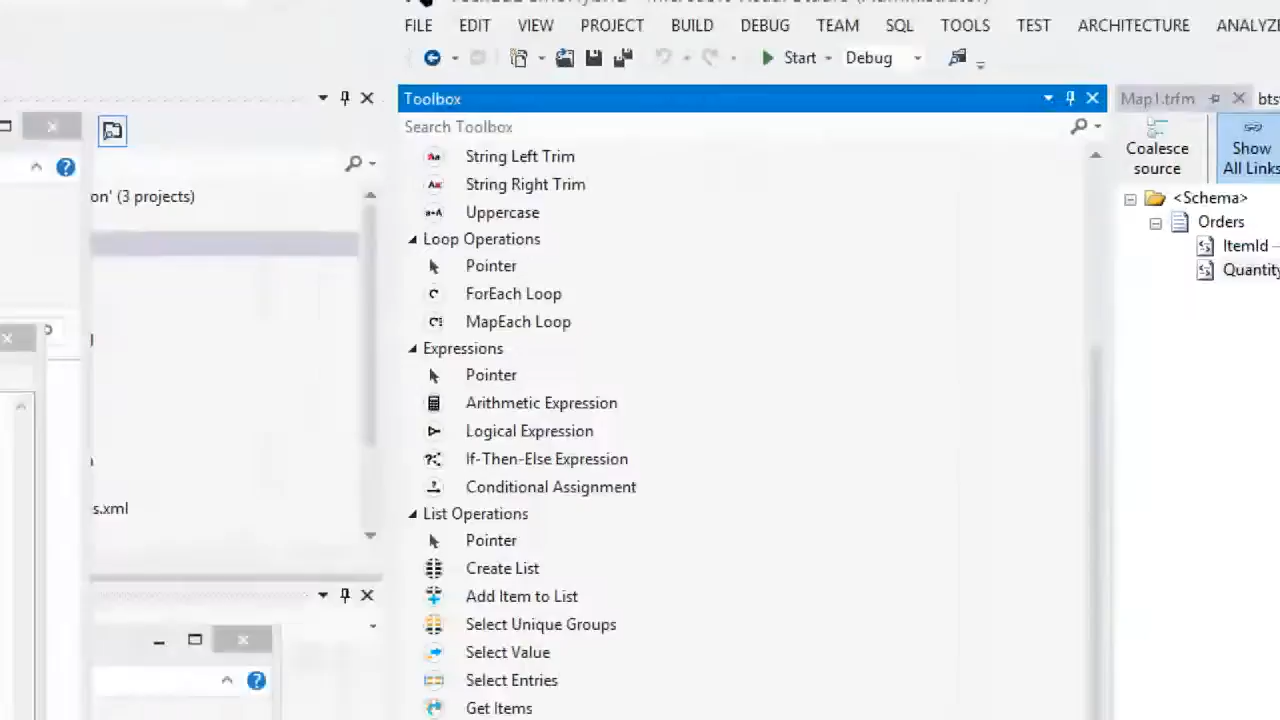 FILE EDIT VIEW PROJECT BUILD DEBUG TEAM SQL TOOLS TEST ARCHITECTURE ANALYZ
Start Debug
Toolbox
Map1.trfm
Search Toolbox
Coalesce source
Show All Links
on' (3 projects)
s.xml
String Left Trim
String Right Trim
Uppercase
Loop Operations
Pointer
ForEach Loop
MapEach Loop
Expressions
Pointer
Arithmetic Expression
Logical Expression
If-Then-Else Expression
Conditional Assignment
List Operations
Pointer
Create List
Add Item to List
Select Unique Groups
Select Value
Select Entries
Get Items
<Schema>
Orders
ItemId
Quantity